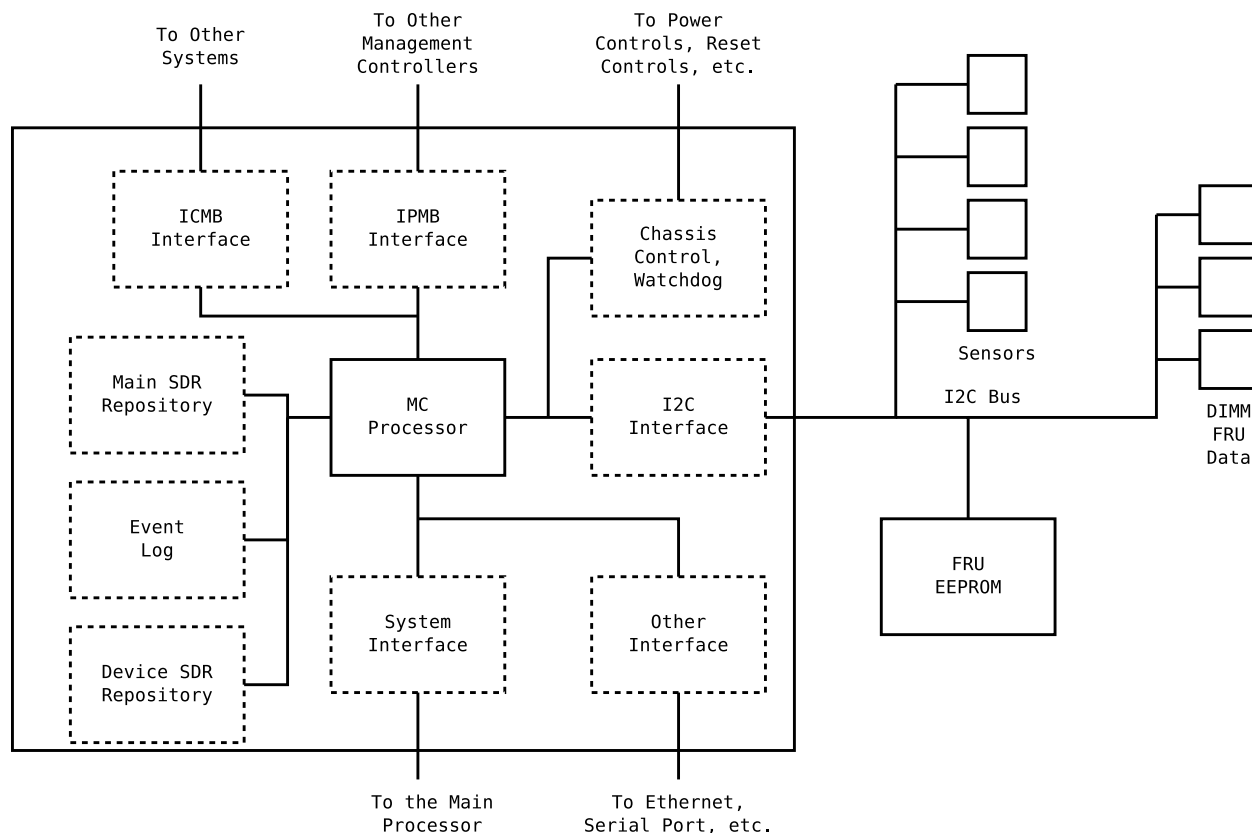 To Other
Systems
To Other
Management
Controllers
To Power
Controls, Reset
Controls, etc.
ICMB
Interface
IPMB
Interface
Chassis
Control,
Watchdog
Sensors
Main SDR
Repository
MC
Processor
I2C
Interface
I2C Bus
DIMM
FRU
Data
Event
Log
FRU
EEPROM
System
Interface
Other
Interface
Device SDR
Repository
To the Main
Processor
To Ethernet,
Serial Port, etc.